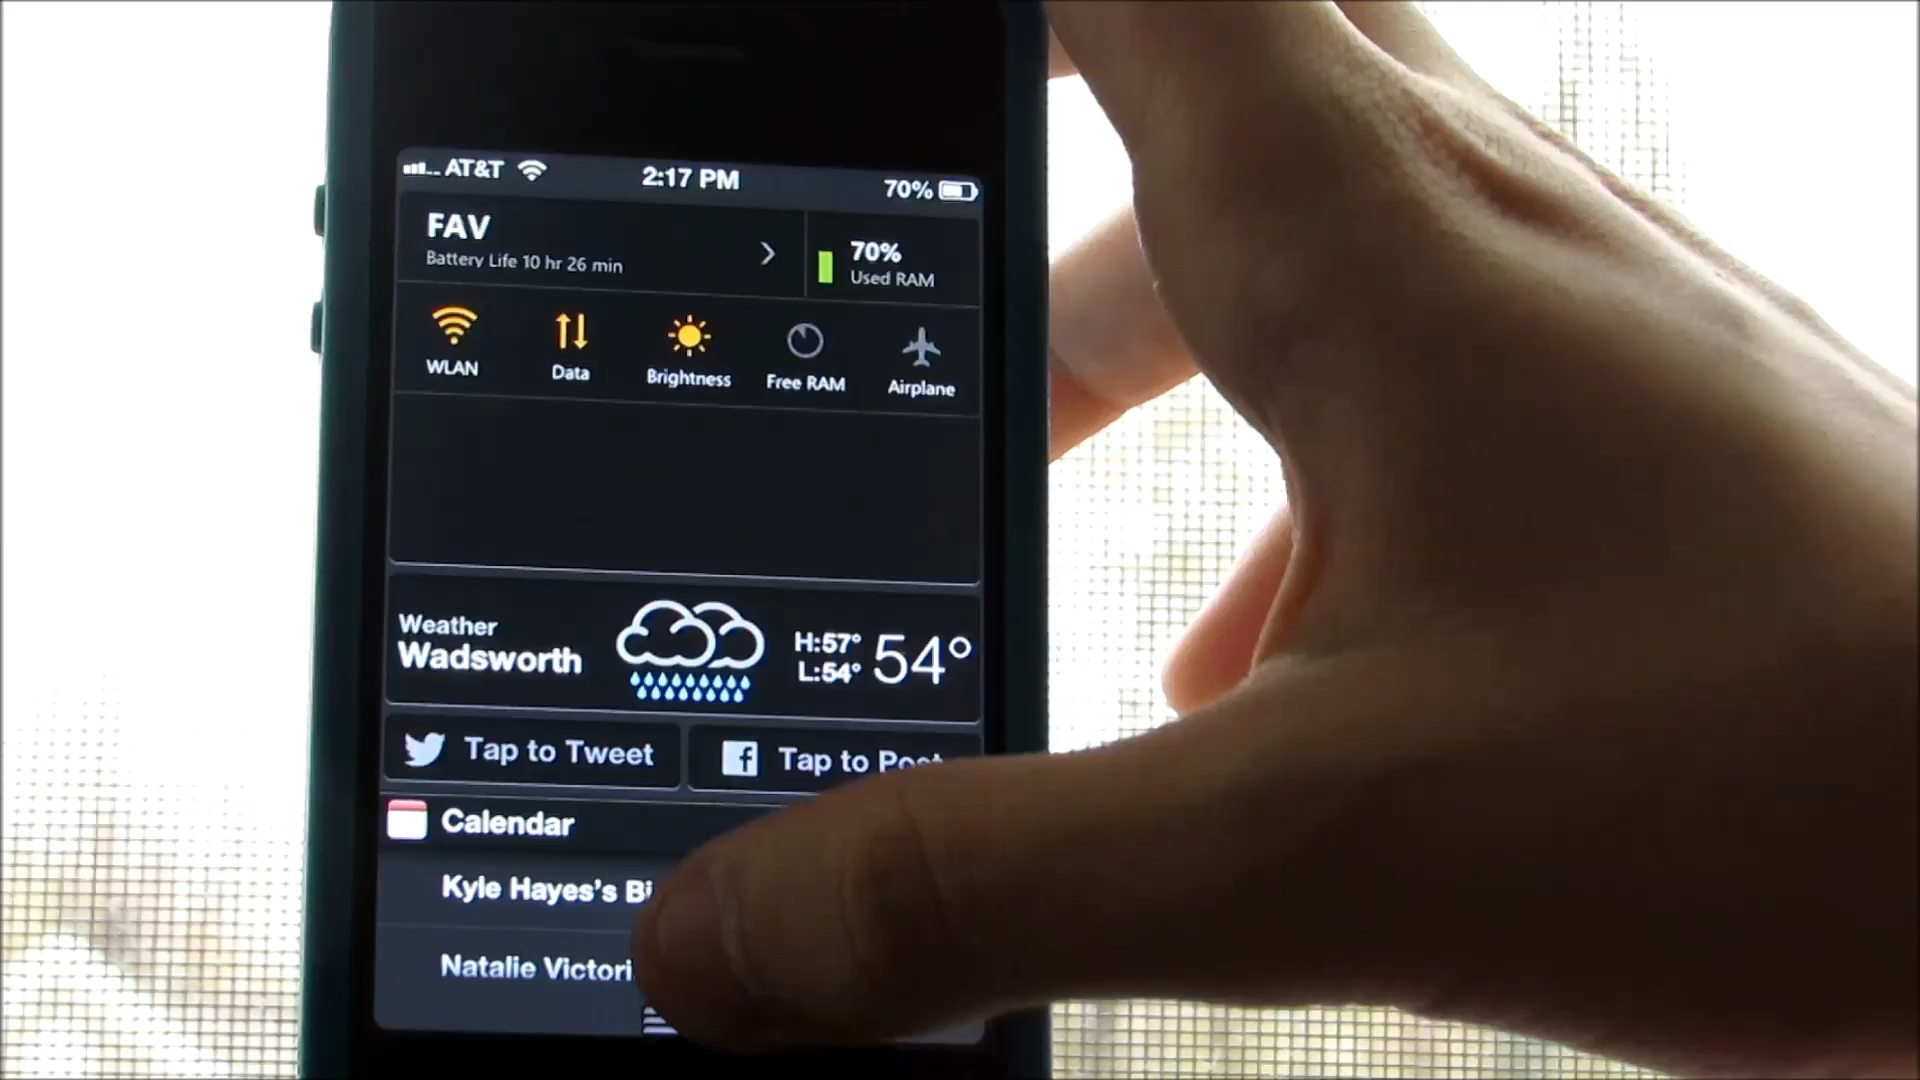 AT&T 2:17 PM 70%
FAV
Battery Life 10 hr 26 min
70%
Used RAM
WLAN Data Brightness Free RAM Airplane
Weather
Wadsworth
H:57°
L:54°
54°
Tap to Tweet
Tap to Post
Calendar
Kyle Hayes's
Natalie